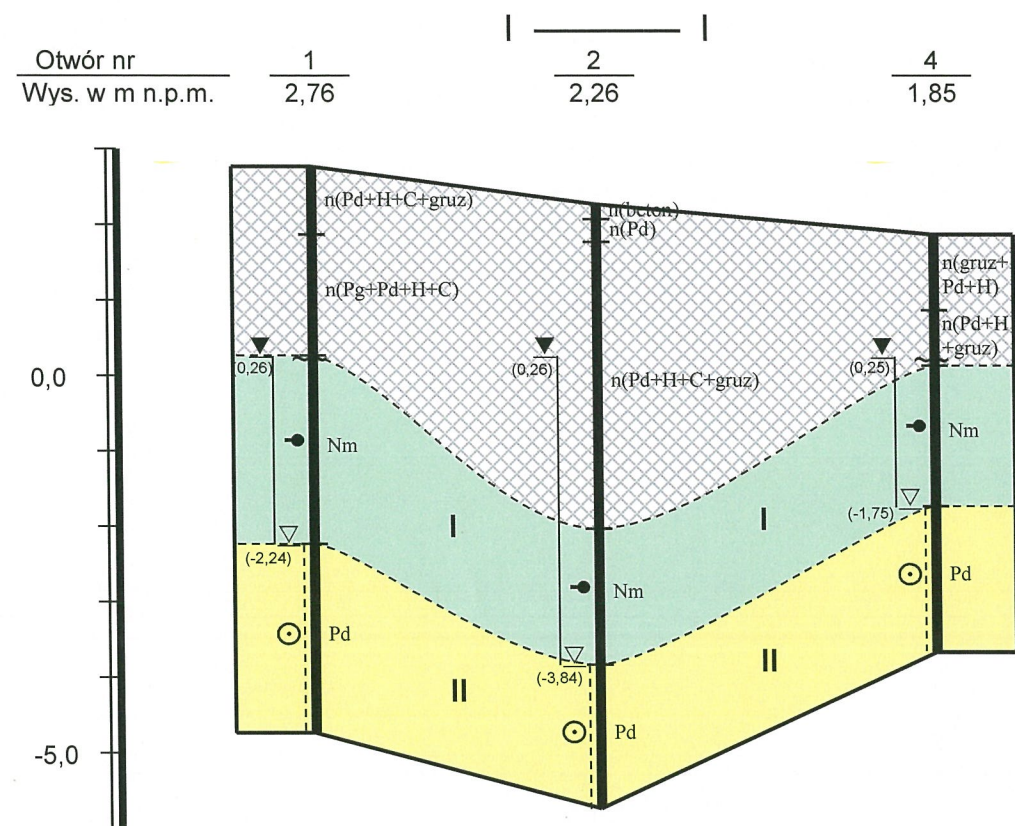 I ——— I
Otwór nr 1 2 4
Wys. w m n.p.m. 2,76 2,26 1,85
n(Pd+H+C+gruz)
n(beton)
n(Pd)
n(gruz+
Pd+H)
n(Pg+Pd+H+C)
n(Pd+H
+gruz)
(0,26) (0,26) (0,25)
0,0
n(Pd+H+C+gruz)
Nm Nm
I I
(-1,75)
(-2,24)
Nm
Pd
Pd
(-3,84)
II II
Pd
-5,0